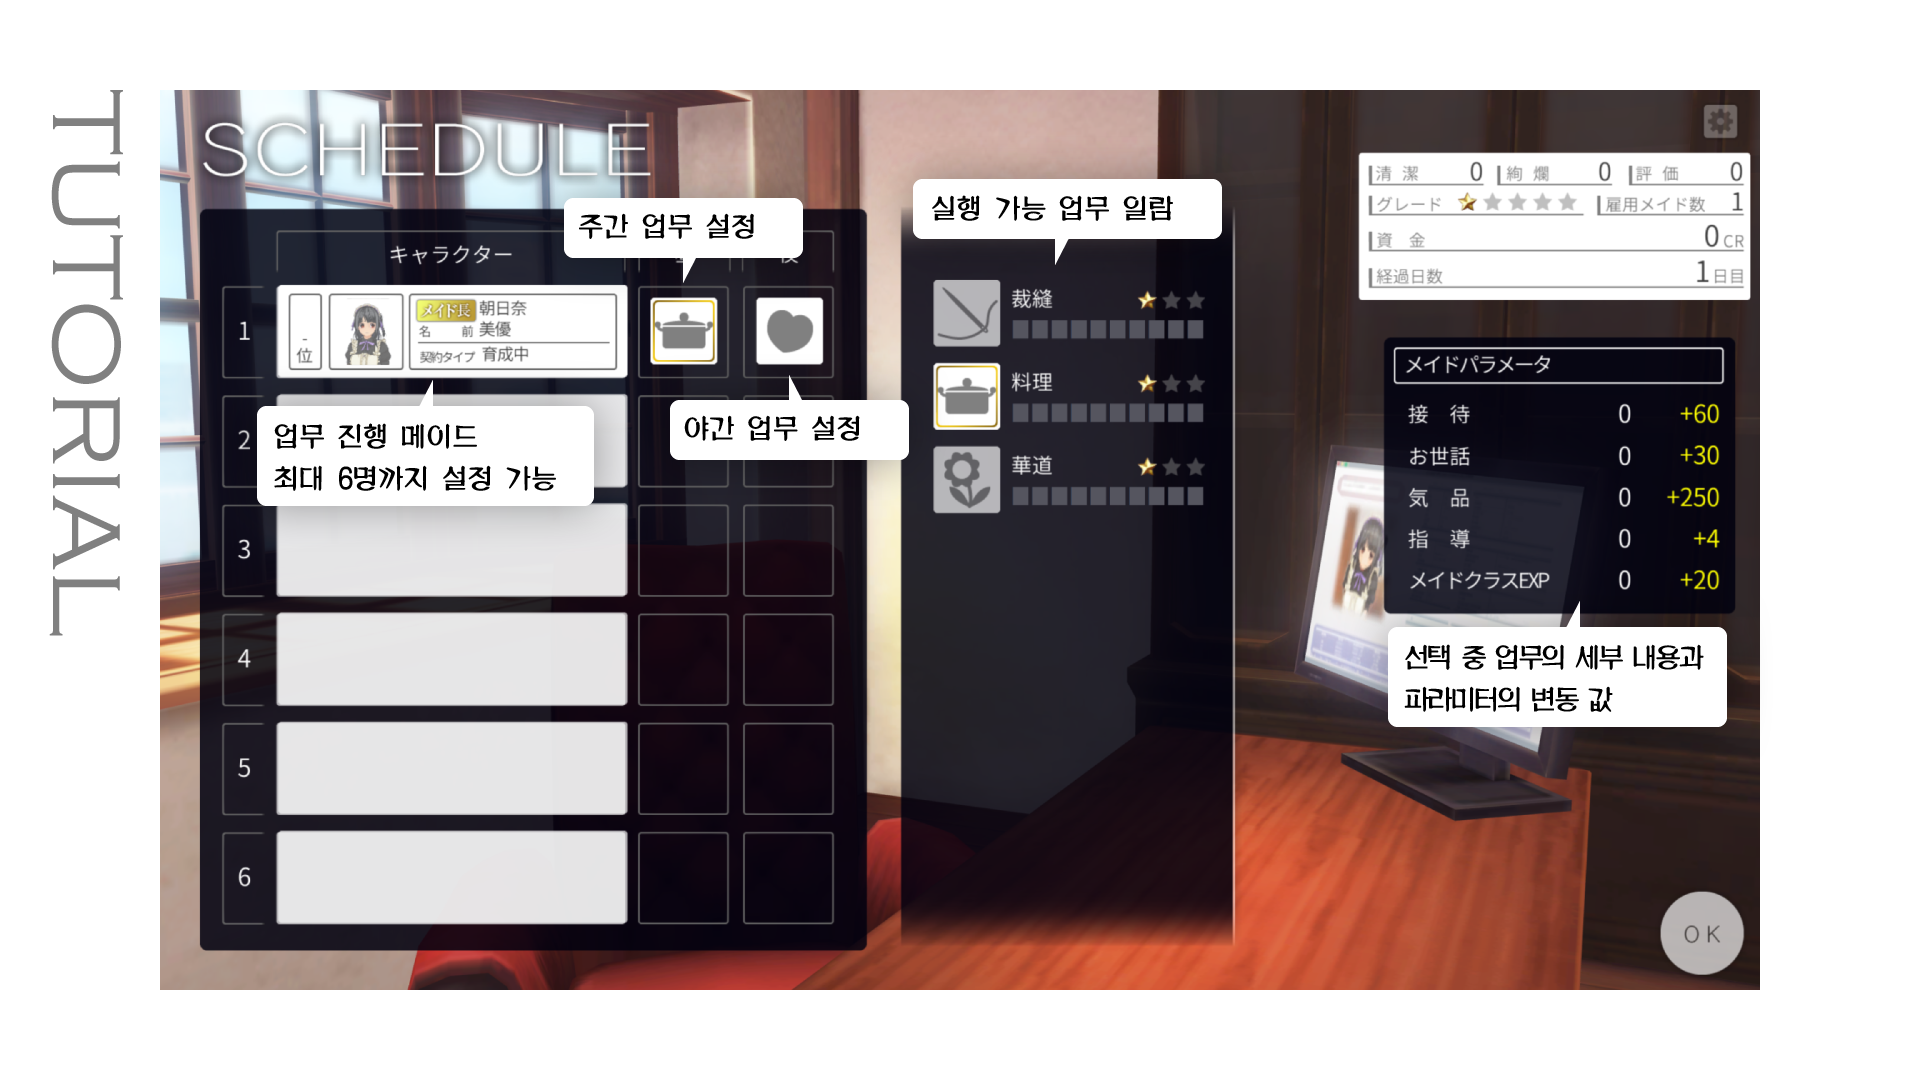 TUTORIAL
SCHEDULE
キャラクター
주간 업무 설정
실행 가능 업무 일람
清潔 0
絢爛 0
評価 0
グレード
雇用メイド数 1
資金 0CR
経過日数 1日目
1
-位
メイド長 朝日奈
名前 美優
契約タイプ 育成中
裁縫
料理
華道
メイドパラメータ
接待 0 +60
お世話 0 +30
気品 0 +250
指導 0 +4
メイドクラスEXP 0 +20
2
업무 진행 메이드
최대 6명까지 설정 가능
야간 업무 설정
3
4
5
6
선택 중 업무의 세부 내용과
파라미터의 변동 값
OK